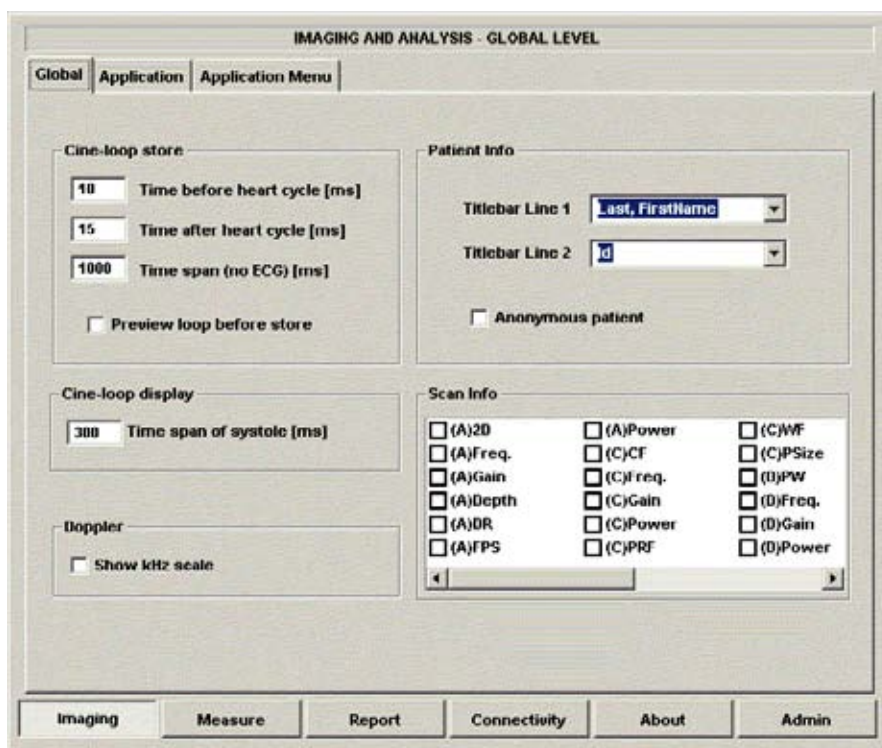 IMAGING AND ANALYSIS - GLOBAL LEVEL
Global Application Application Menu
Cine-loop store
10 Time before heart cycle [ms]
15 Time after heart cycle [ms]
1000 Time span (no ECG) [ms]
Preview loop before store
Patient Info
Titlebar Line 1 Last, FirstName
Titlebar Line 2 Id
Anonymous patient
Cine-loop display
300 Time span of systole [ms]
Doppler
Show kHz scale
Scan Info
(A)2D (A)Power (C)WF
(A)Freq. (C)CF (C)PSize
(A)Gain (C)Freq. (D)PW
(A)Depth (C)Gain (D)Freq.
(A)DR (C)Power (D)Gain
(A)FPS (C)PRF (D)Power
Imaging Measure Report Connectivity About Admin